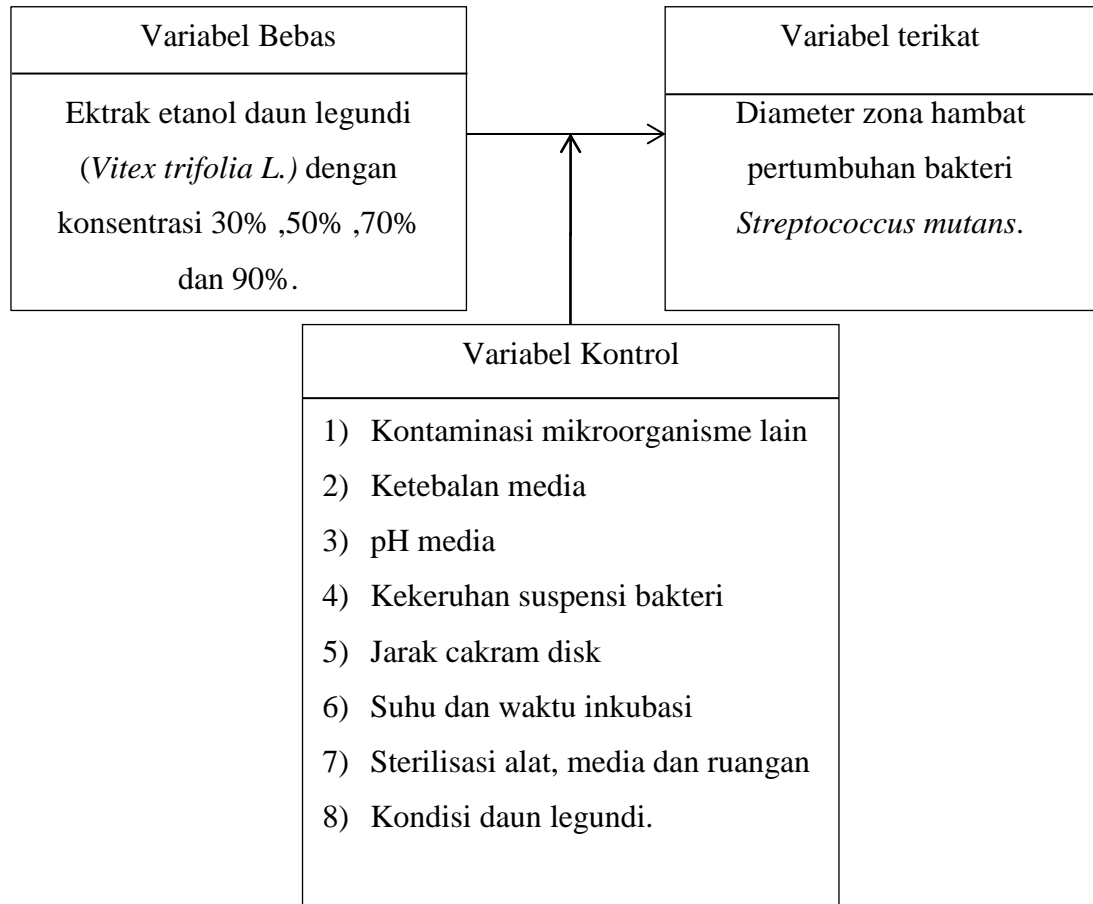 Variabel Bebas
Ektrak etanol daun legundi
(Vitex trifolia L.) dengan
konsentrasi 30% ,50% ,70%
dan 90%.
Variabel terikat
Diameter zona hambat
pertumbuhan bakteri
Streptococcus mutans.
Variabel Kontrol
1) Kontaminasi mikroorganisme lain
2) Ketebalan media
3) pH media
4) Kekeruhan suspensi bakteri
5) Jarak cakram disk
6) Suhu dan waktu inkubasi
7) Sterilisasi alat, media dan ruangan
8) Kondisi daun legundi.